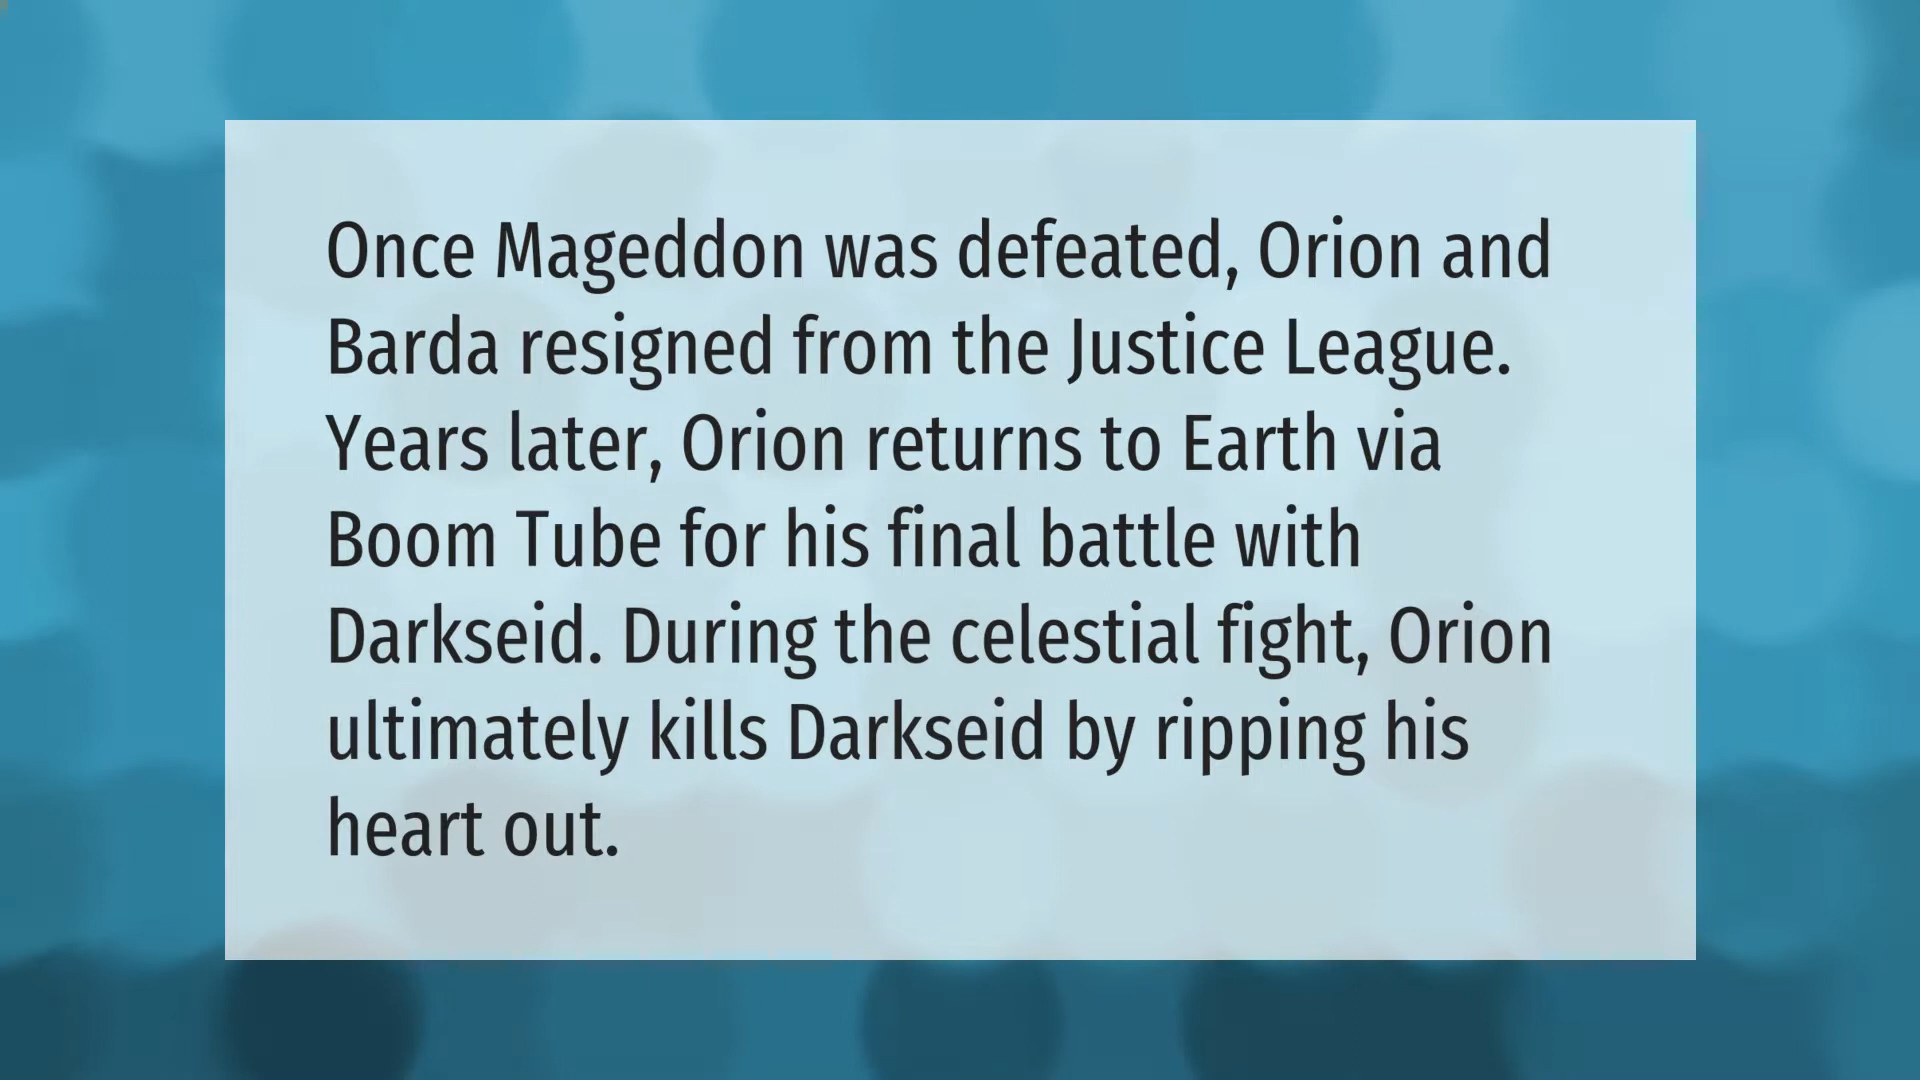 Once Mageddon was defeated, Orion and
Barda resigned from the Justice League.
Years later, Orion returns to Earth via
Boom Tube for his final battle with
Darkseid. During the celestial fight, Orion
ultimately kills Darkseid by ripping his
heart out.